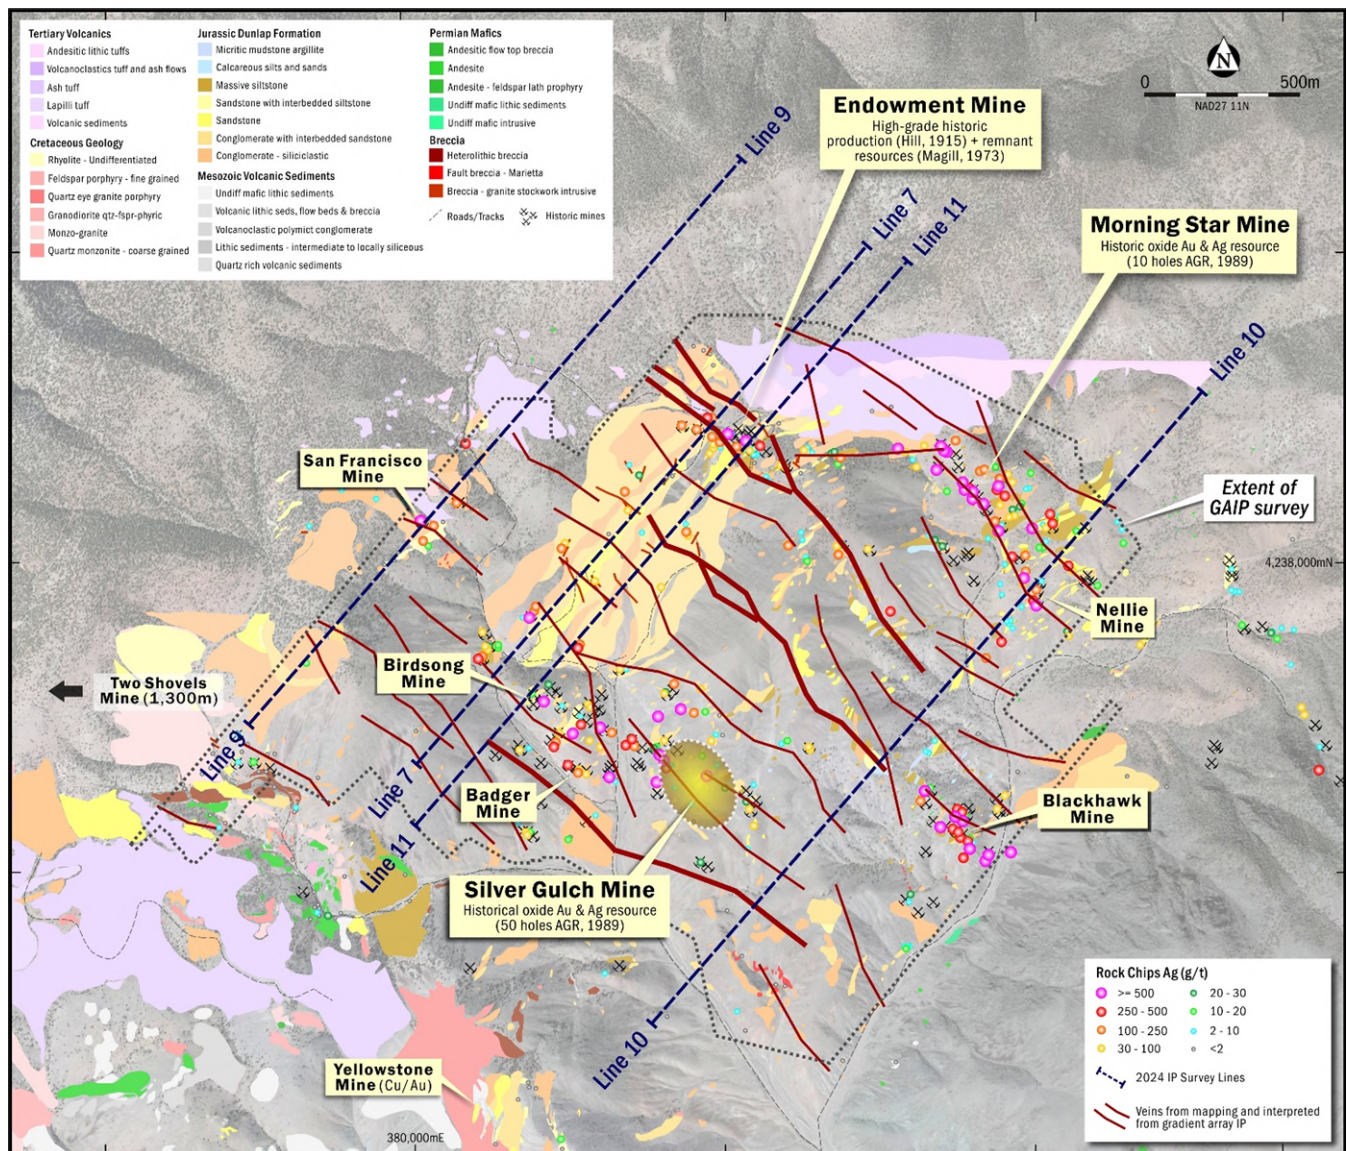 Tertiary Volcanics
Andesitic lithic tuffs
Volcanoclastics tuff and ash flows
Ash tuff
Lapilli tuff
Volcanic sediments
Cretaceous Geology
Rhyolite - Undifferentiated
Feldspar porphyry - fine grained
Quartz eye granite porphyry
Granodiorite qtz-fspr-phyric
Monzo-granite
Quartz monzonite - coarse grained
Jurassic Dunlap Formation
Micritic mudstone argillite
Calcareous silts and sands
Massive siltstone
Sandstone with interbedded siltstone
Sandstone
Conglomerate with interbedded sandstone
Conglomerate - siliciclastic
Mesozoic Volcanic Sediments
Undiff mafic lithic sediments
Volcanic lithic seds, flow beds & breccia
Volcanoclastic polymict conglomerate
Lithic sediments - intermediate to locally siliceous
Quartz rich volcanic sediments
Permian Mafics
Andesitic flow top breccia
Andesite
Andesite - feldspar lath prophyry
Undiff mafic lithic sediments
Undiff mafic intrusive
Breccia
Heterolithic breccia
Fault breccia - Marietta
Breccia - granite stockwork intrusive
Roads/Tracks
Historic mines
N
0 500m
NAD27 11N
Line 9
Endowment Mine
High-grade historic
production (Hill, 1915) + remnant
resources (Magill, 1973)
Line 7
Line 11
Morning Star Mine
Historic oxide Au & Ag resource
(10 holes AGR, 1989)
Line 10
San Francisco
Mine
Extent of
GAIP survey
4,238,000mN
Nellie
Mine
Birdsong
Mine
Two Shovels
Mine (1,300m)
Line 9
Line 7
Badger
Mine
Blackhawk
Mine
Line 11
Silver Gulch Mine
Historical oxide Au & Ag resource
(50 holes AGR, 1989)
Line 10
Yellowstone
Mine (Cu/Au)
380,000mE
Rock Chips Ag (g/t)
>= 500
250 - 500
100 - 250
30 - 100
20 - 30
10 - 20
2 - 10
<2
2024 IP Survey Lines
Veins from mapping and interpreted
from gradient array IP